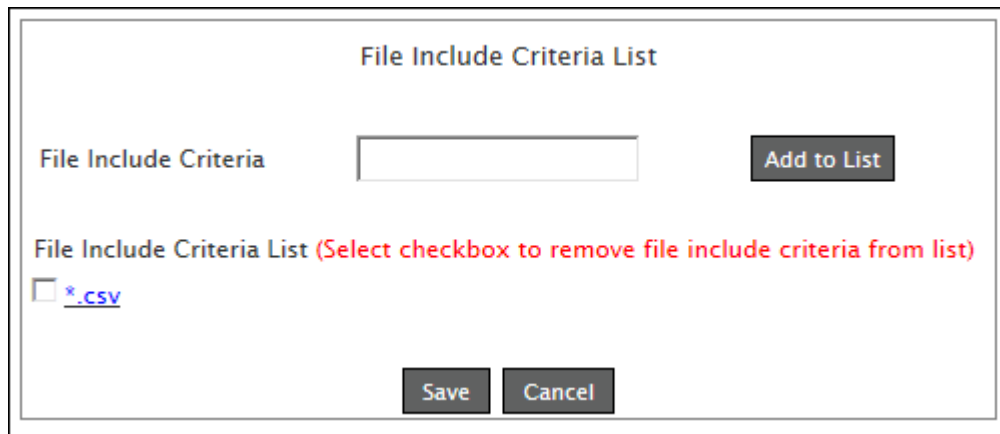 File Include Criteria List
File Include Criteria
Add to List
File Include Criteria List (Select checkbox to remove file include criteria from list)
*.csv
Save Cancel